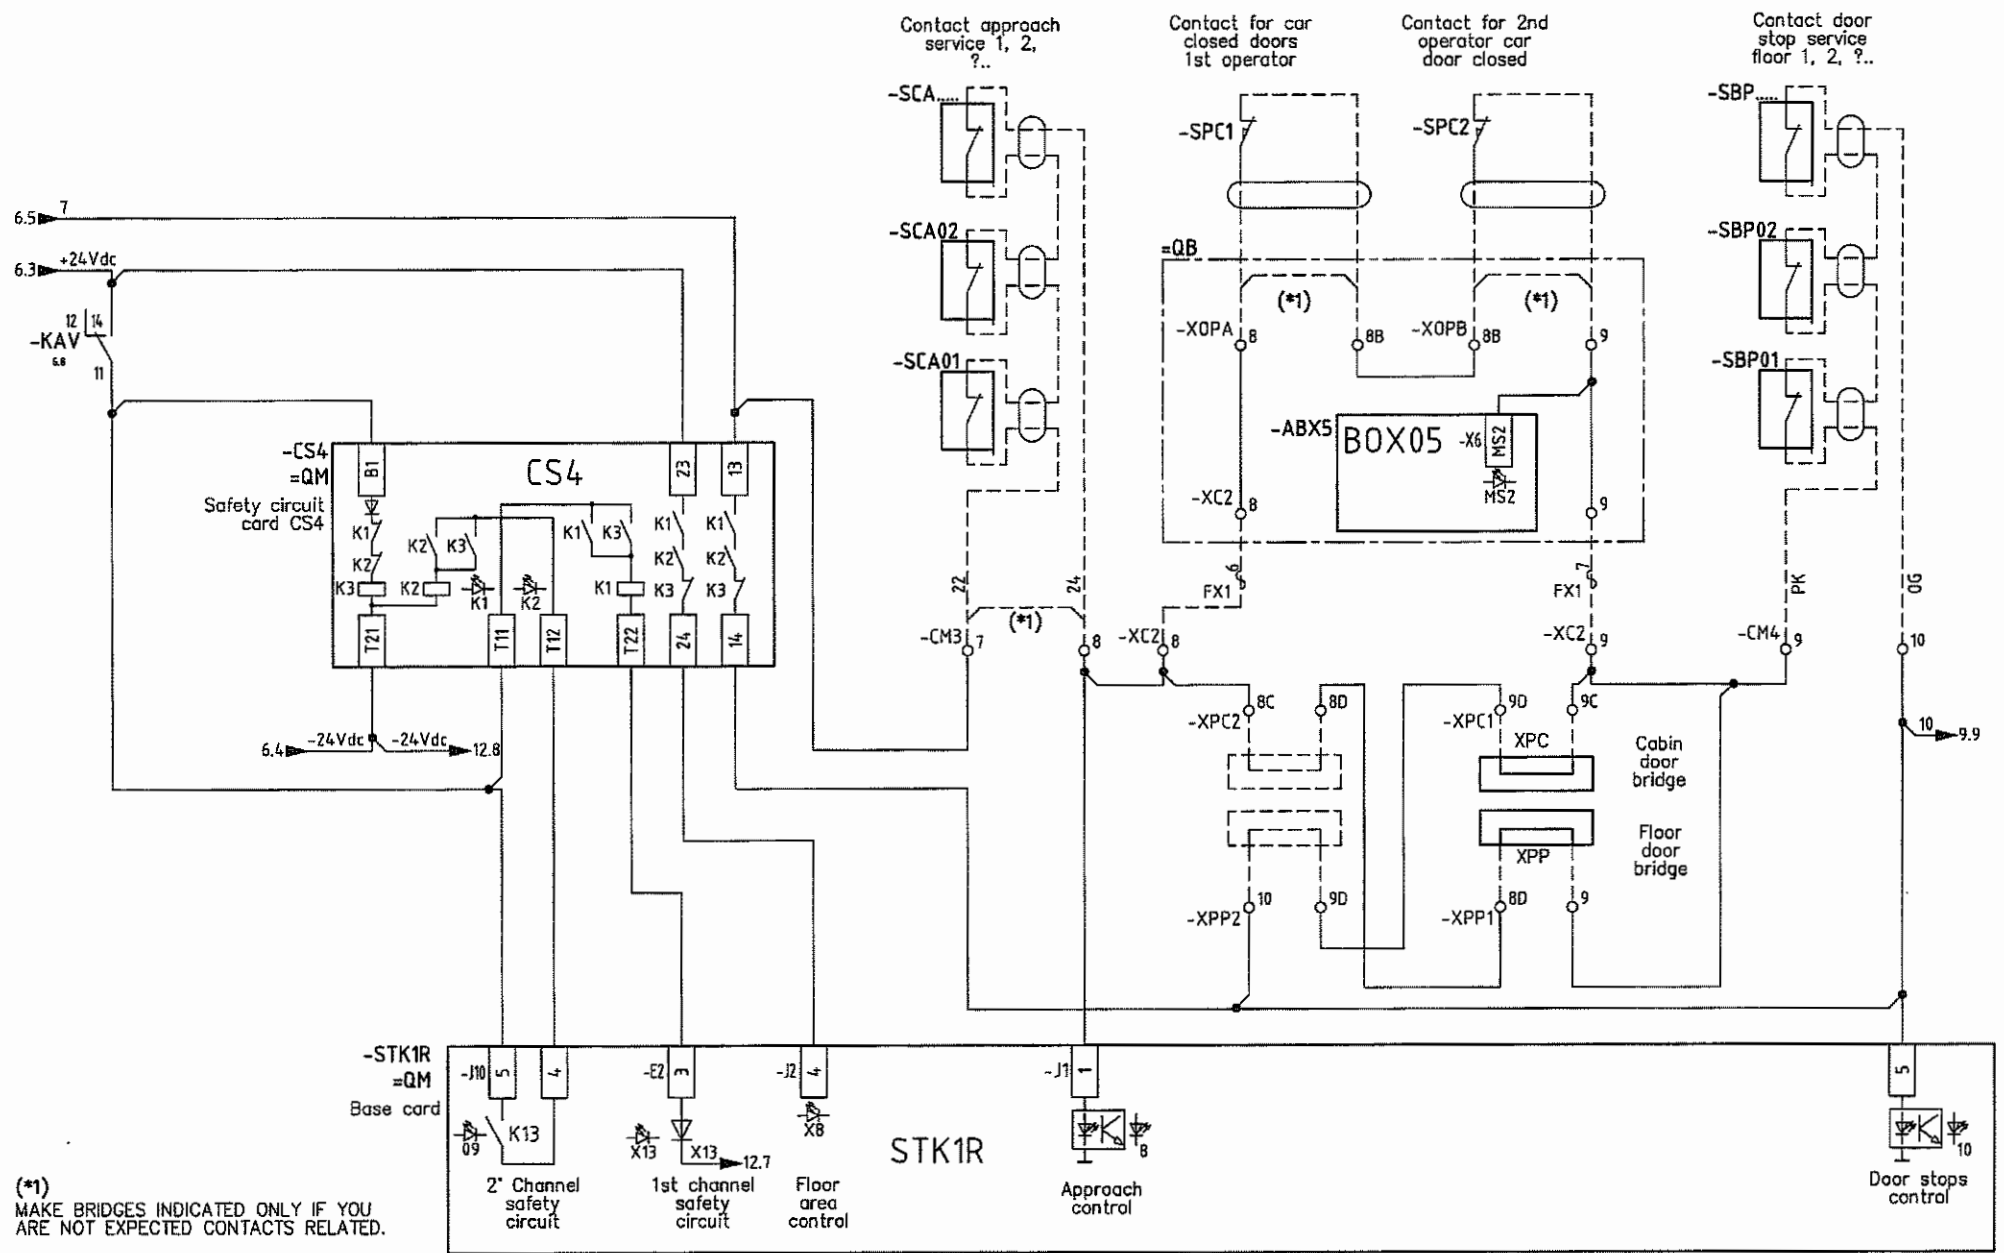 Contact approach
service 1, 2,
?..
Contact for car
closed doors
1st operator
Contact for 2nd
operator car
door closed
Contact door
stop service
floor 1, 2, ?..
-SCA.....
-SPC1
-SPC2
-SBP.....
6.5
7
6.3
+24Vdc
-SCA02
=QB
-SBP02
(*1)
(*1)
12
14
-KAV
11
-XOPA
8
8B
-XOPB
8B
9
-SCA01
-SBP01
-ABX5
BOX05
-X6
MS2
MS2
-CS4
=QM
CS4
B1
23
13
Safety circuit
card CS4
-XC2
8
9
K1
K2
K3
K2
K3
K2
K1
K2
K1
K3
K1
K1
K2
K3
K1
K2
K3
T21
T11
T12
T22
24
14
22
24
6
FX1
7
FX1
PK
OG
(*1)
-CM3
7
8
-XC2
8
-XC2
9
-CM4
9
10
6.4
-24Vdc
-24Vdc
12.8
-XPC2
8C
8D
-XPC1
9D
9C
10
9.9
XPC
Cabin
door
bridge
XPP
Floor
door
bridge
-XPP2
10
9D
-XPP1
8D
9
-STK1R
=QM
Base card
-J10
5
4
-E2
3
-J2
4
-J1
1
5
09
K13
X13
X13
12.7
X8
STK1R
8
10
2° Channel
safety
circuit
1st channel
safety
circuit
Floor
area
control
Approach
control
Door stops
control
(*1)
MAKE BRIDGES INDICATED ONLY IF YOU
ARE NOT EXPECTED CONTACTS RELATED.